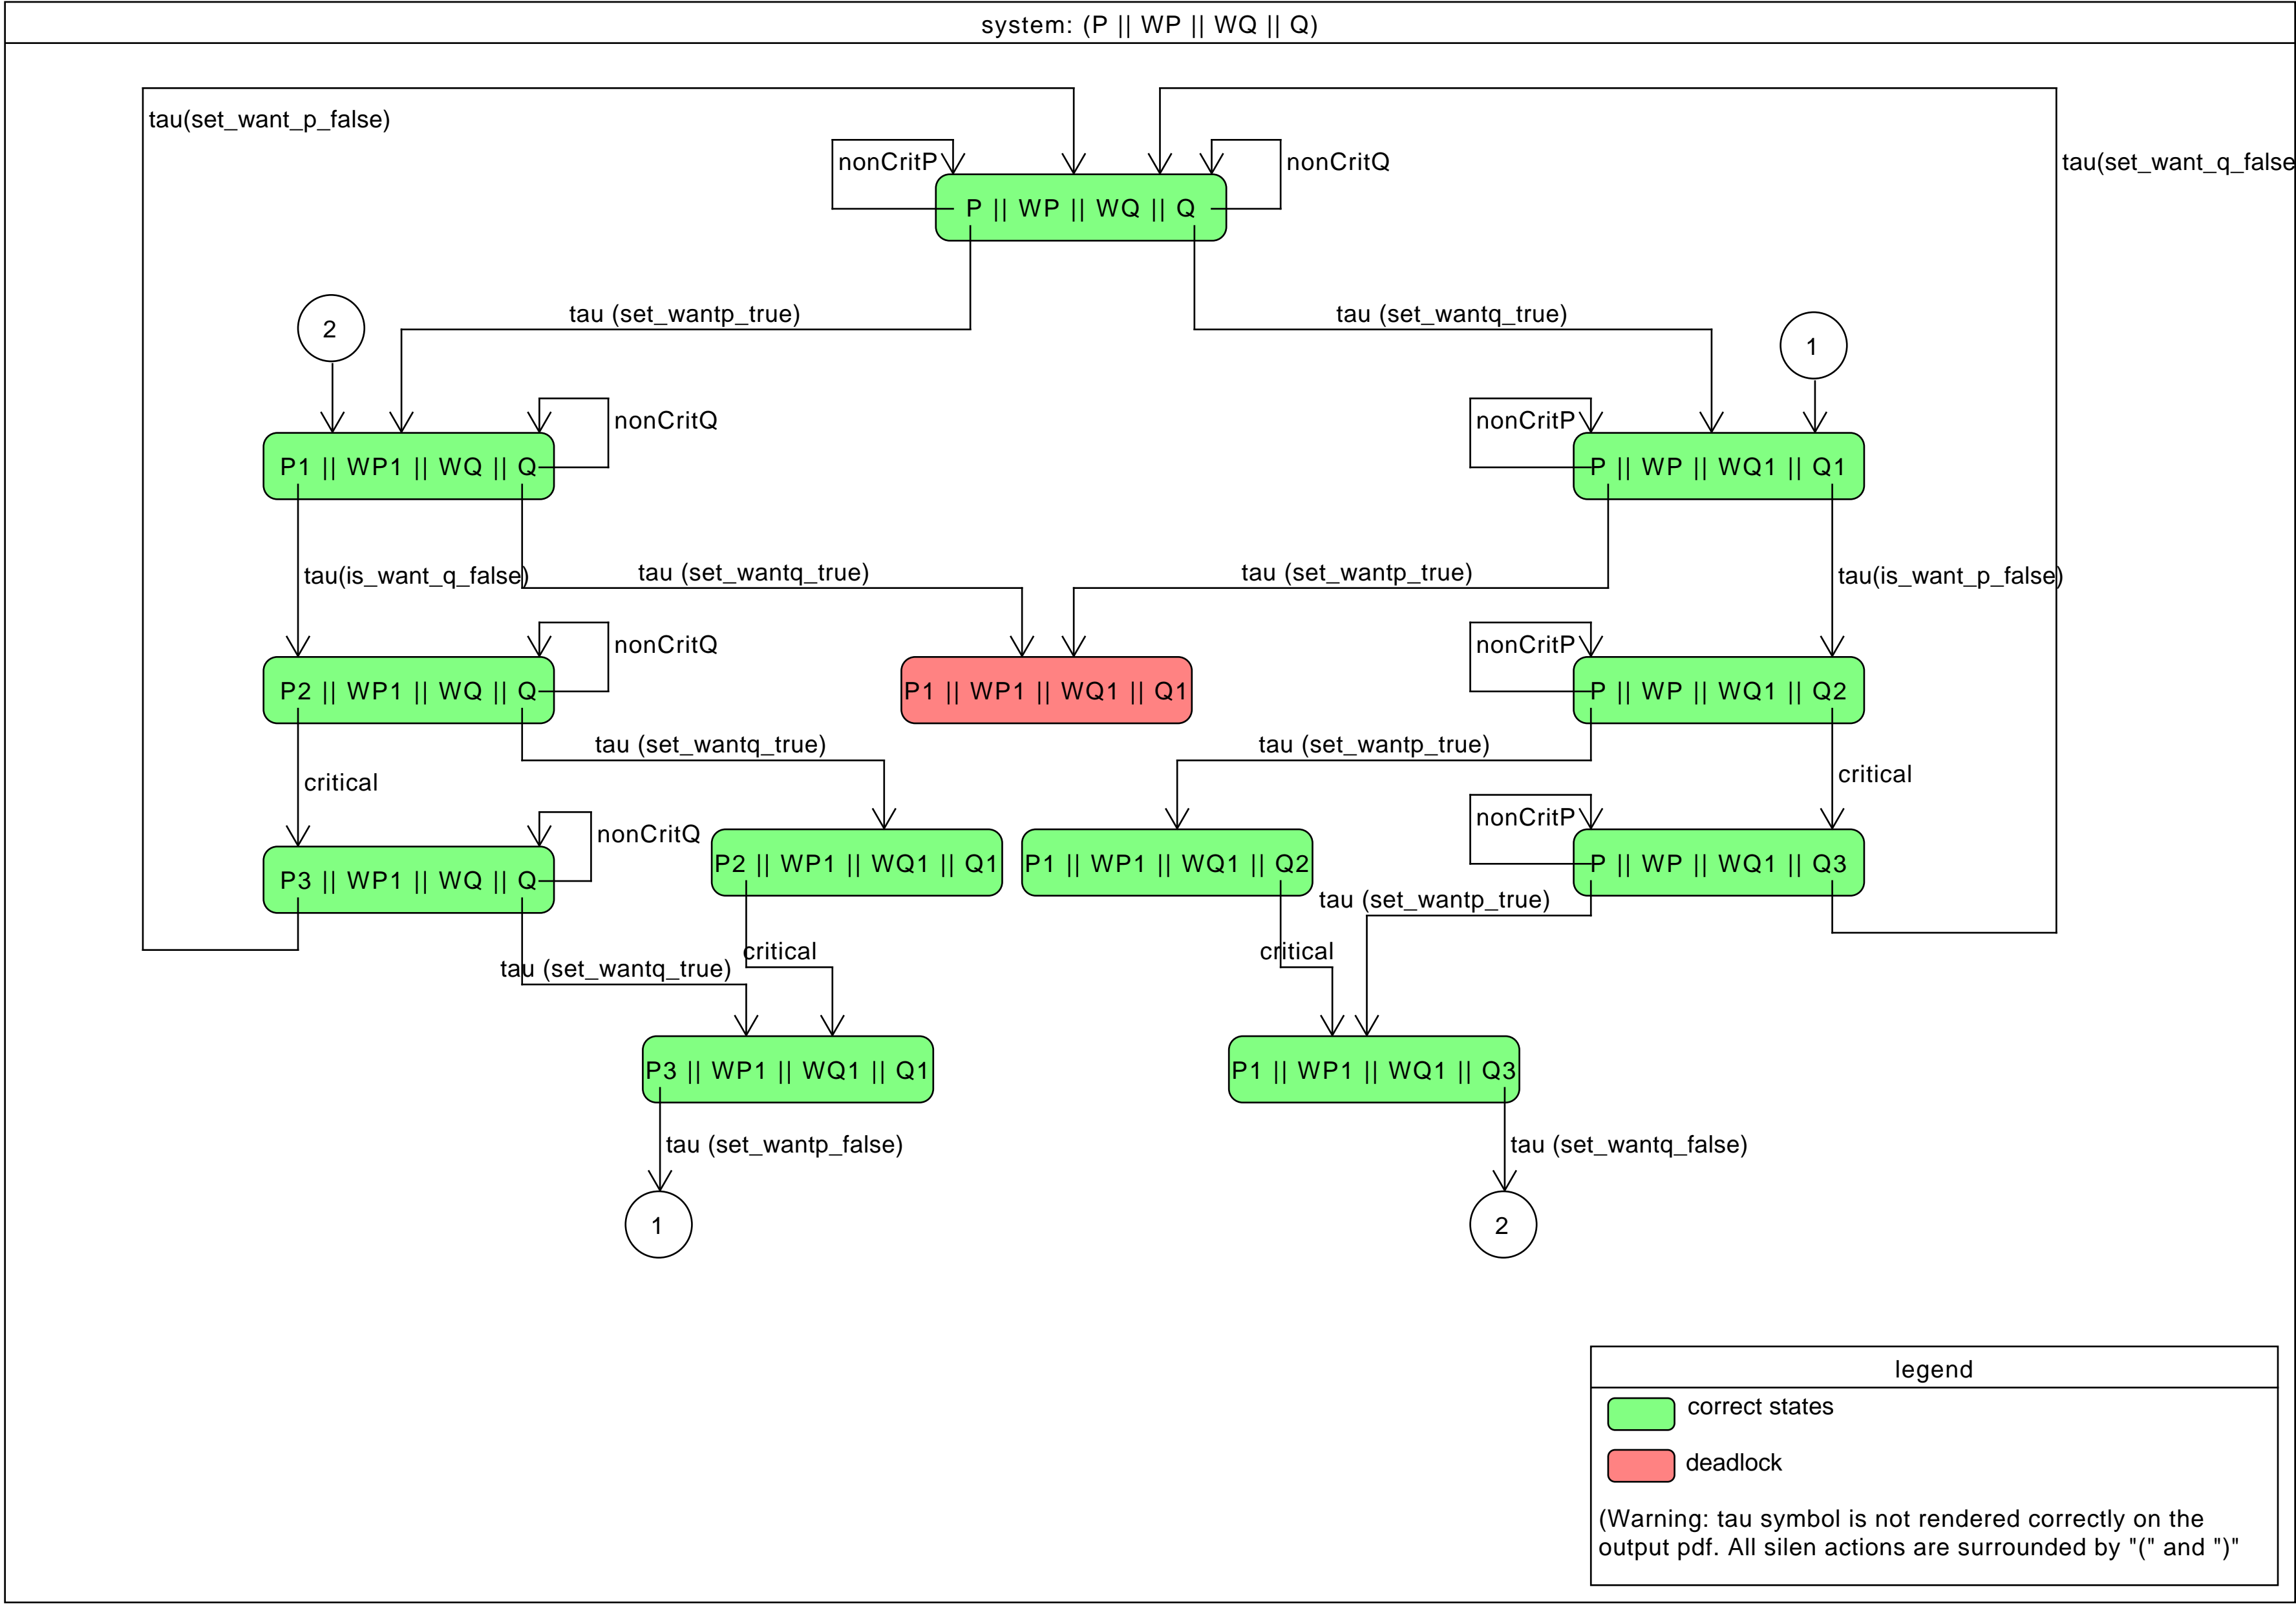 system: (P || WP || WQ || Q)
tau(set_want_p_false)
nonCritP
nonCritQ
tau(set_want_q_false
P || WP || WQ || Q
tau (set_wantp_true)
tau (set_wantq_true)
2
1
nonCritQ
nonCritP
P1 || WP1 || WQ || Q
P || WP || WQ1 || Q1
tau(is_want_q_false)
tau (set_wantq_true)
tau (set_wantp_true)
tau(is_want_p_false)
nonCritQ
nonCritP
P2 || WP1 || WQ || Q
P1 || WP1 || WQ1 || Q1
P || WP || WQ1 || Q2
tau (set_wantq_true)
tau (set_wantp_true)
critical
critical
nonCritQ
nonCritP
P3 || WP1 || WQ || Q
P2 || WP1 || WQ1 || Q1
P1 || WP1 || WQ1 || Q2
P || WP || WQ1 || Q3
tau (set_wantp_true)
critical
critical
tau (set_wantq_true)
P3 || WP1 || WQ1 || Q1
P1 || WP1 || WQ1 || Q3
tau (set_wantp_false)
tau (set_wantq_false)
1
2
legend
correct states
deadlock
(Warning: tau symbol is not rendered correctly on the
output pdf. All silen actions are surrounded by "(" and ")"